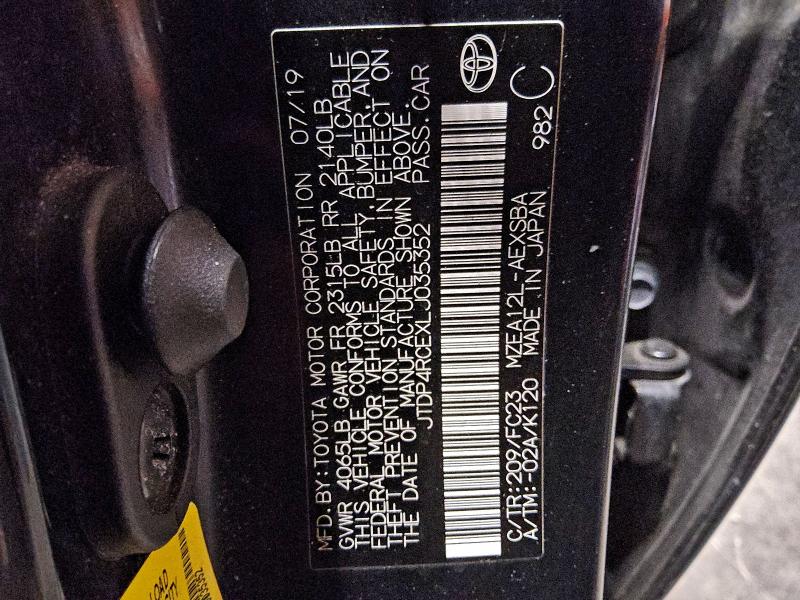 MFD. BY: TOYOTA MOTOR CORPORATION 07/19
GVWR 4065LB GAWR FR 2315LB RR 2140LB
THIS VEHICLE CONFORMS TO ALL APPLICABLE
FEDERAL MOTOR VEHICLE SAFETY, BUMPER, AND
THEFT PREVENTION STANDARDS IN EFFECT ON
THE DATE OF MANUFACTURE SHOWN ABOVE.
JTDP4RCEXLJ035352 PASS. CAR
C/TR: 209/FC23 MZEA12L-AEXSBA
A/TM: -02A/K120 MADE IN JAPAN
982 C
LOAD